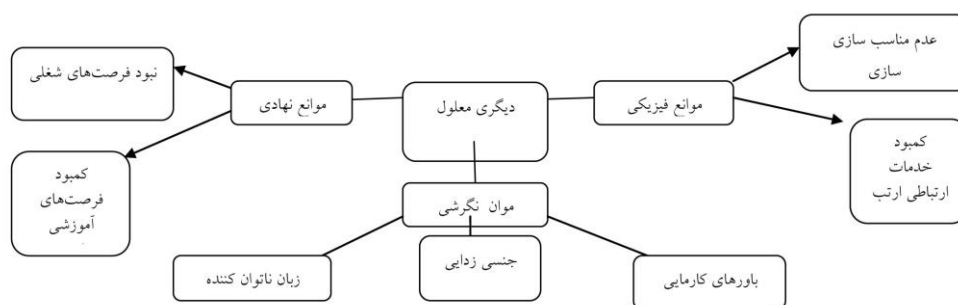 عدم مناسب سازی
سازی
نبود فرصت‌های شغلی
دیگری معلول
موانع فیزیکی
موانع نهادی
کمبود
خدمات
ارتباطی ارتب
کمبود
فرصت‌های
آموزشی
موان نگرشی
جنسی زدایی
باورهای کارمایی
زبان ناتوان کننده